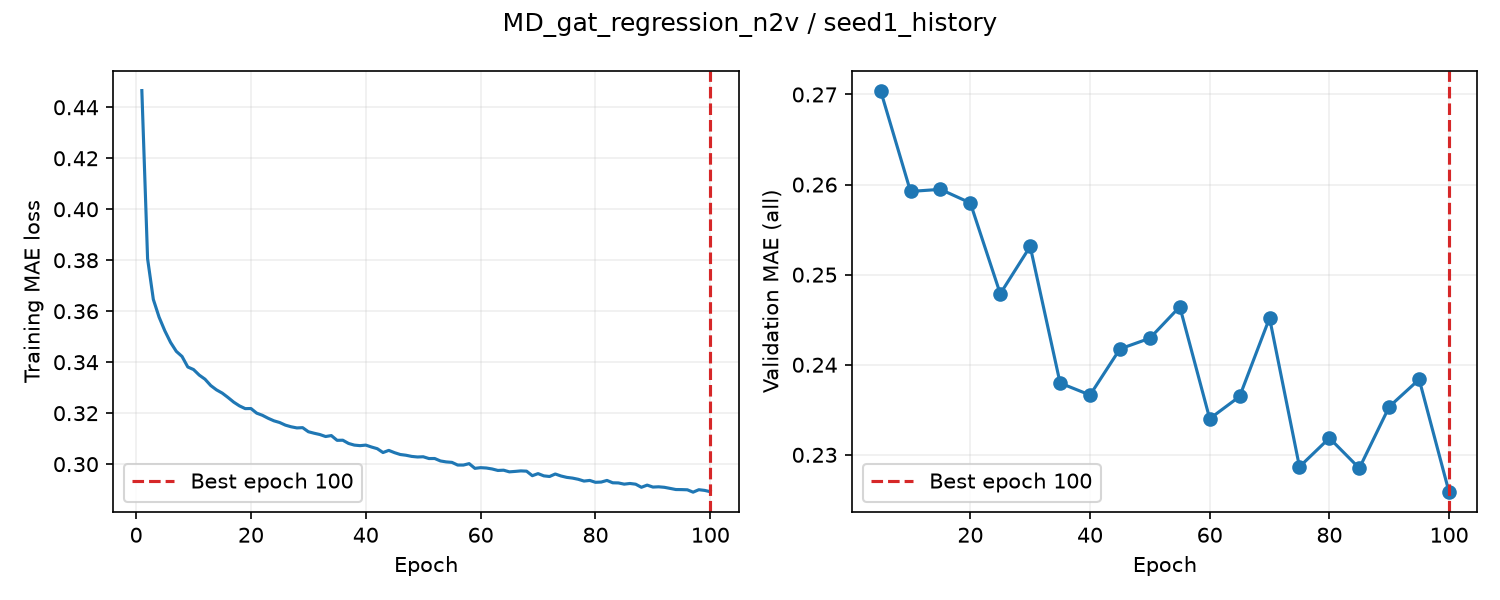 MD_gat_regression_n2v / seed1_history
Training MAE loss
0.44
0.42
0.40
0.38
0.36
0.34
0.32
0.30
Best epoch 100
0 20 40 60 80 100
Epoch
Validation MAE (all)
0.27
0.26
0.25
0.24
0.23
Best epoch 100
20 40 60 80 100
Epoch